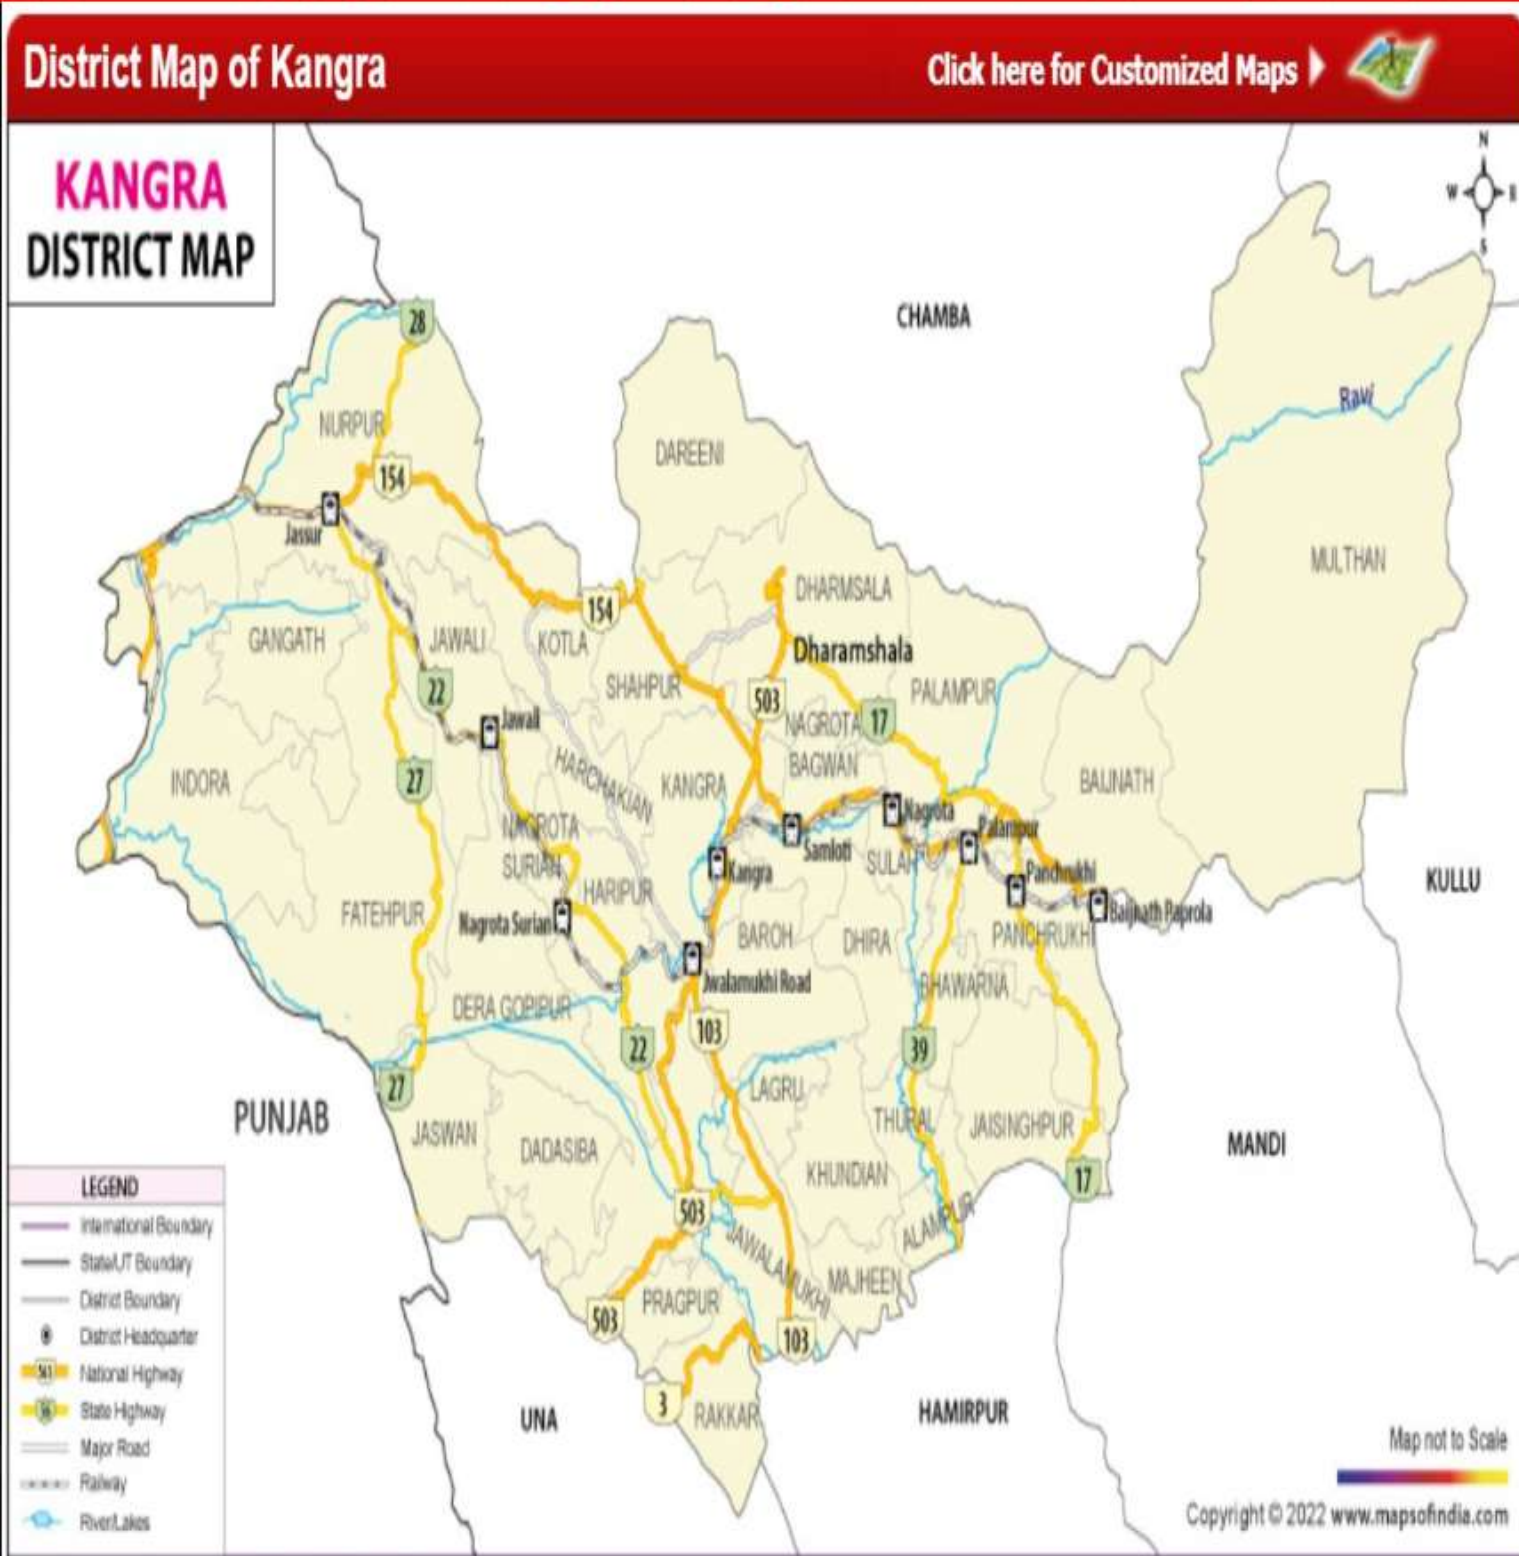 District Map of Kangra
Click here for Customized Maps
KANGRA
DISTRICT MAP
N
W
S
CHAMBA
28
NURPUR
DAREENI
Ravi
154
Jassur
MULTHAN
DHARMSALA
154
GANGATH
JAWALI
KOTLA
Dharamshala
SHAHPUR
22
503
PALAMPUR
Jawali
NAGROTA
BAGWAN
17
INDORA
27
HARCHAKIAN
KANGRA
BAIJNATH
NAGROTA
SURIAN
Nagrota
Palampur
Samloti
SULAH
Kangra
Panchrukhi
KULLU
HARIPUR
FATEHPUR
Nagrota Surian
Baijnath Paprola
BAROH
DHIRA
PANCHRUKHI
Jwalamukhi Road
BHAWARNA
DERA GOPIPUR
103
22
39
27
LAGRU
PUNJAB
JASWAN
DADASIBA
THURAL
JAISINGHPUR
MANDI
KHUNDIAN
17
503
ALAMPUR
JAWALAMUKHI
MAJHEEN
PRAGPUR
503
103
3
RAKKAR
UNA
HAMIRPUR
LEGEND
International Boundary
State/UT Boundary
District Boundary
District Headquarter
National Highway
State Highway
Major Road
Railway
River/Lakes
Map not to Scale
Copyright © 2022 www.mapsofindia.com